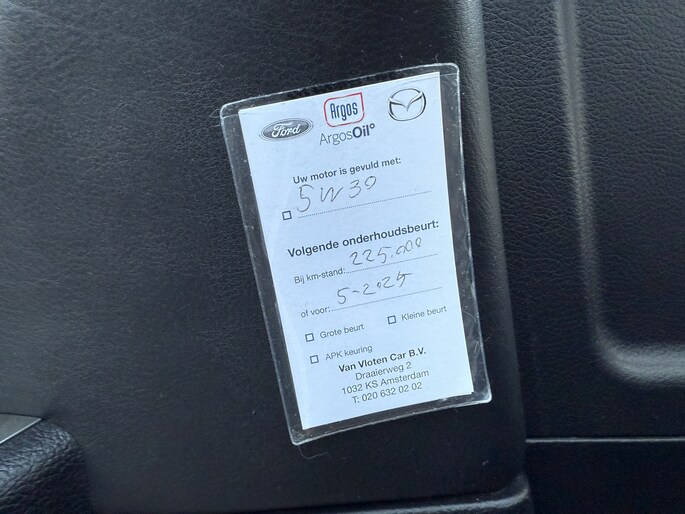 Ford
Argos
ArgosOil°
Uw motor is gevuld met:
5W30
Volgende onderhoudsbeurt:
Bij km-stand: 225.000
of voor: 5-2025
Grote beurt
Kleine beurt
APK keuring
Van Vloten Car B.V.
Draaierweg 2
1032 KS Amsterdam
T: 020 632 02 02